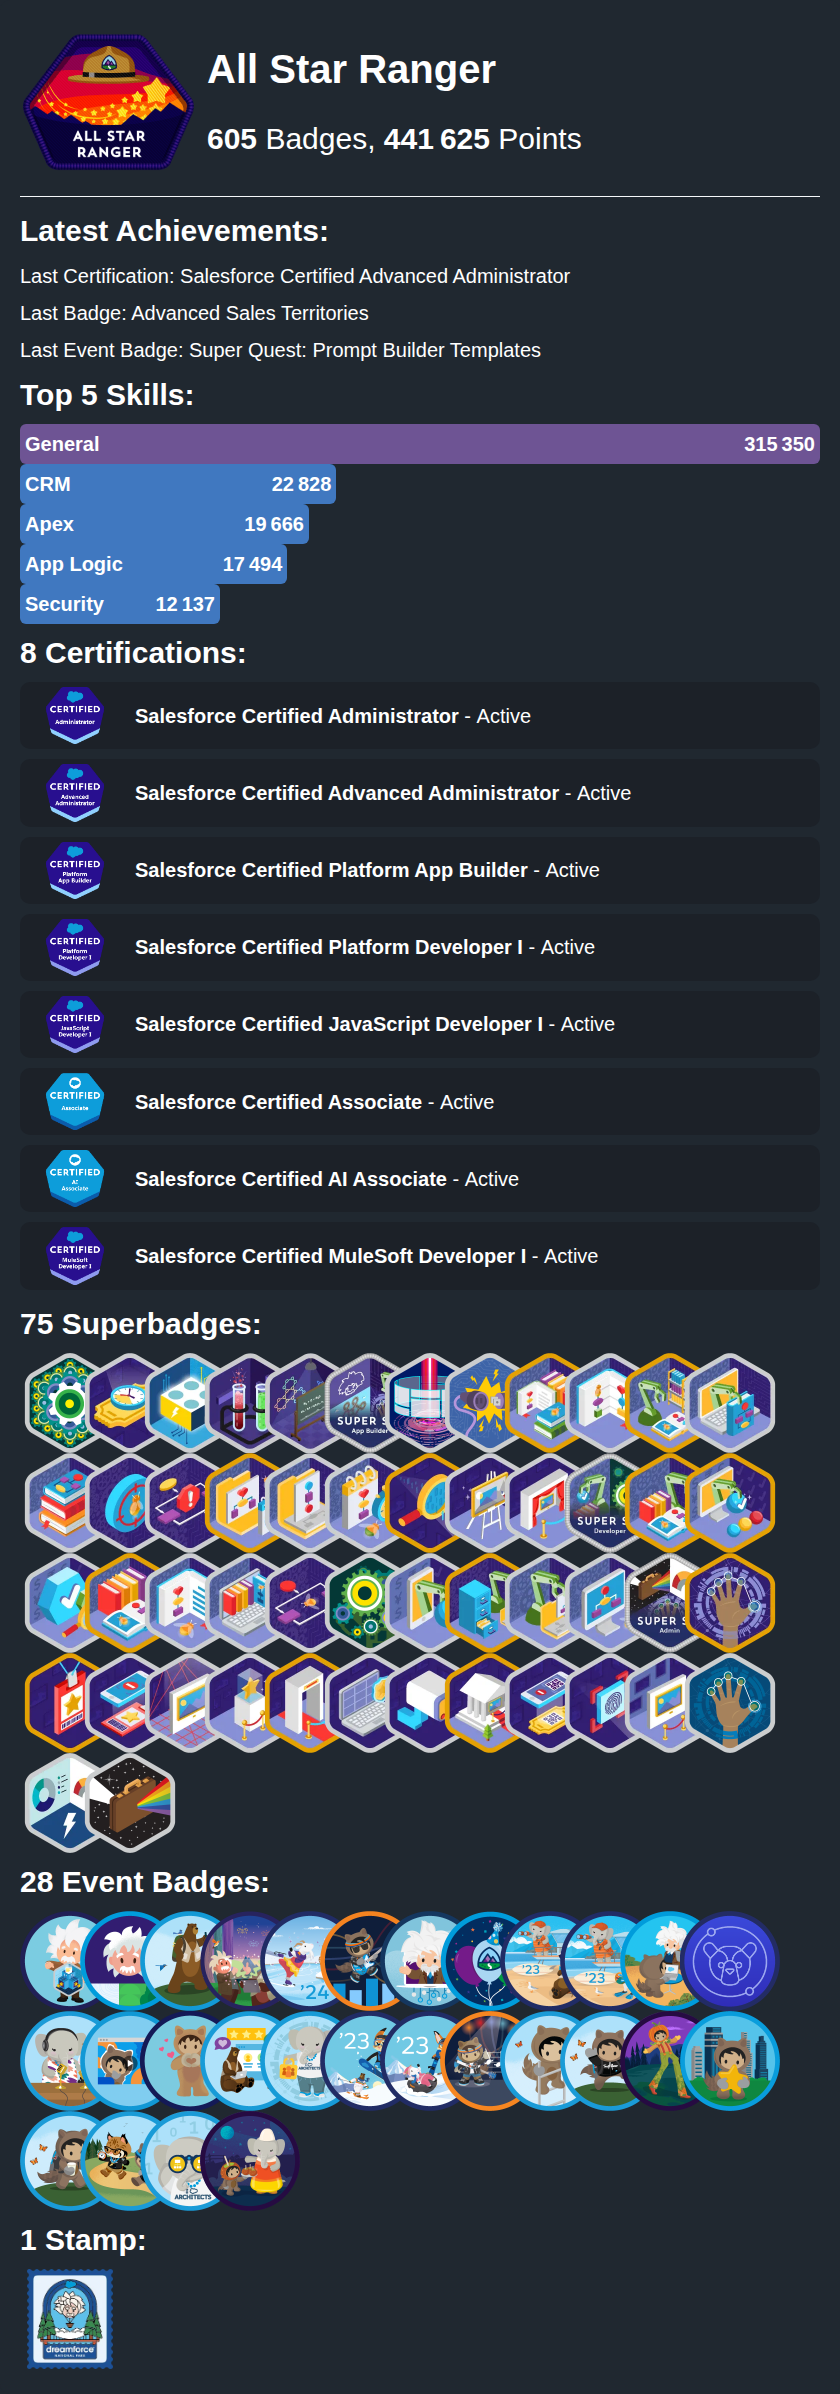 ALL STAR
RANGER
All Star Ranger
605 Badges, 441 625 Points
Latest Achievements:
Last Certification: Salesforce Certified Advanced Administrator
Last Badge: Advanced Sales Territories
Last Event Badge: Super Quest: Prompt Builder Templates
Top 5 Skills:
General 315 350
CRM 22 828
Apex 19 666
App Logic 17 494
Security 12 137
8 Certifications:
CERTIFIED
Administrator
Salesforce Certified Administrator - Active
CERTIFIED
Advanced
Administrator
Salesforce Certified Advanced Administrator - Active
CERTIFIED
Platform
App Builder
Salesforce Certified Platform App Builder - Active
CERTIFIED
Platform
Developer I
Salesforce Certified Platform Developer I - Active
CERTIFIED
JavaScript
Developer I
Salesforce Certified JavaScript Developer I - Active
CERTIFIED
Associate
Salesforce Certified Associate - Active
CERTIFIED
AI
Associate
Salesforce Certified AI Associate - Active
CERTIFIED
MuleSoft
Developer I
Salesforce Certified MuleSoft Developer I - Active
75 Superbadges:
SUPER S
App Builder
SUPER S
Developer
SUPER S
Admin
28 Event Badges:
'24
'23
'23
'23
'23
ARCHITECTS
1 Stamp:
dreamforce
NATIONAL PARK